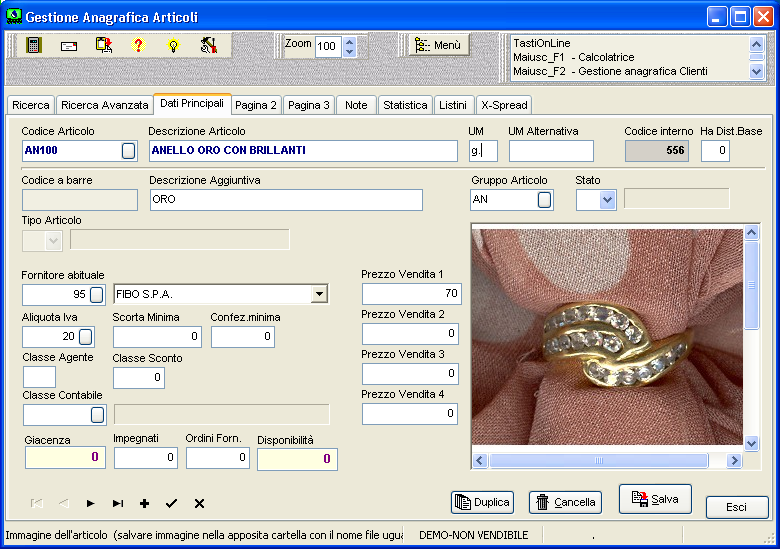 Gestione Anagrafica Articoli
Zoom 100 Menù
TastiOnLine
Maiusc_F1 - Calcolatrice
Maiusc_F2 - Gestione anagrafica Clienti
Ricerca Ricerca Avanzata Dati Principali Pagina 2 Pagina 3 Note Statistica Listini X-Spread
Codice Articolo Descrizione Articolo UM UM Alternativa Codice interno Ha Dist.Base
AN100 ANELLO ORO CON BRILLANTI g. 556 0
Codice a barre Descrizione Aggiuntiva Gruppo Articolo Stato
ORO AN
Tipo Articolo
Fornitore abituale Prezzo Vendita 1
95 FIBO S.P.A. 70
Aliquota Iva Scorta Minima Confez.minima Prezzo Vendita 2
20 0 0 0
Classe Agente Classe Sconto Prezzo Vendita 3
0 0
Classe Contabile Prezzo Vendita 4
0
Giacenza Impegnati Ordini Forn. Disponibilità
0 0 0 0
Duplica Cancella Salva Esci
Immagine dell'articolo (salvare immagine nella apposita cartella con il nome file ugua DEMO-NON VENDIBILE .